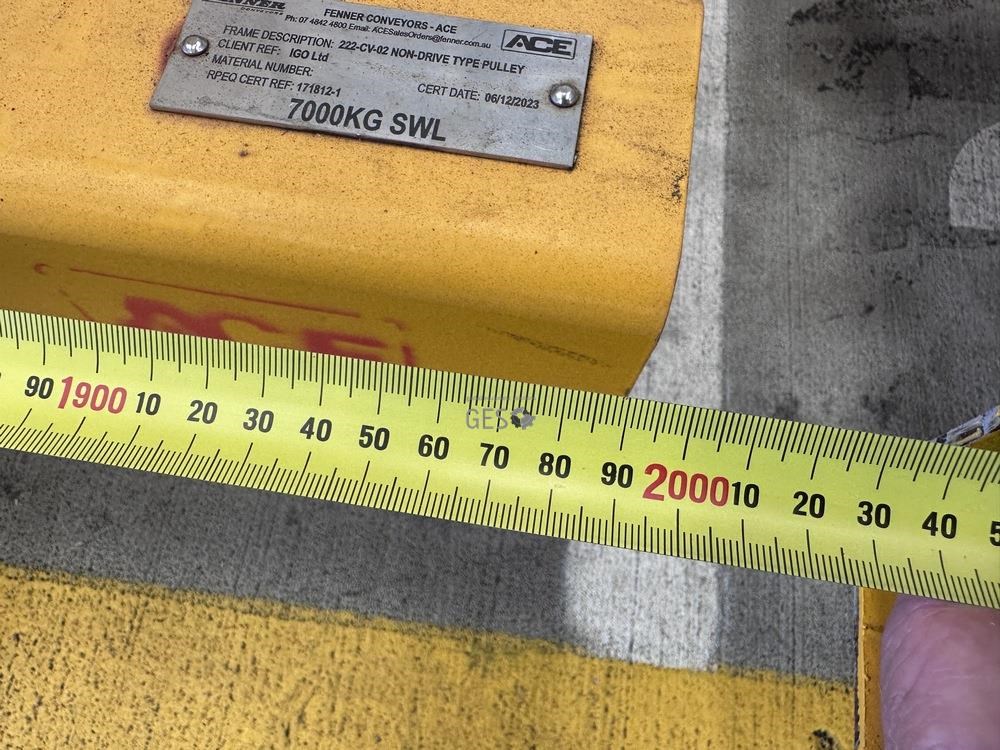 FENNER
CONVEYORS
FENNER CONVEYORS - ACE
Ph: 07 4842 4800 Email: ACESalesOrders@fenner.com.au
ACE
FRAME DESCRIPTION: 222-CV-02 NON-DRIVE TYPE PULLEY
CLIENT REF: IGO Ltd
MATERIAL NUMBER:
RPEQ CERT REF: 171812-1 CERT DATE: 06/12/2023
7000KG SWL
ACE
90 1900 10 20 30 40 50 60 70 80 90 2000 10 20 30 40
GES